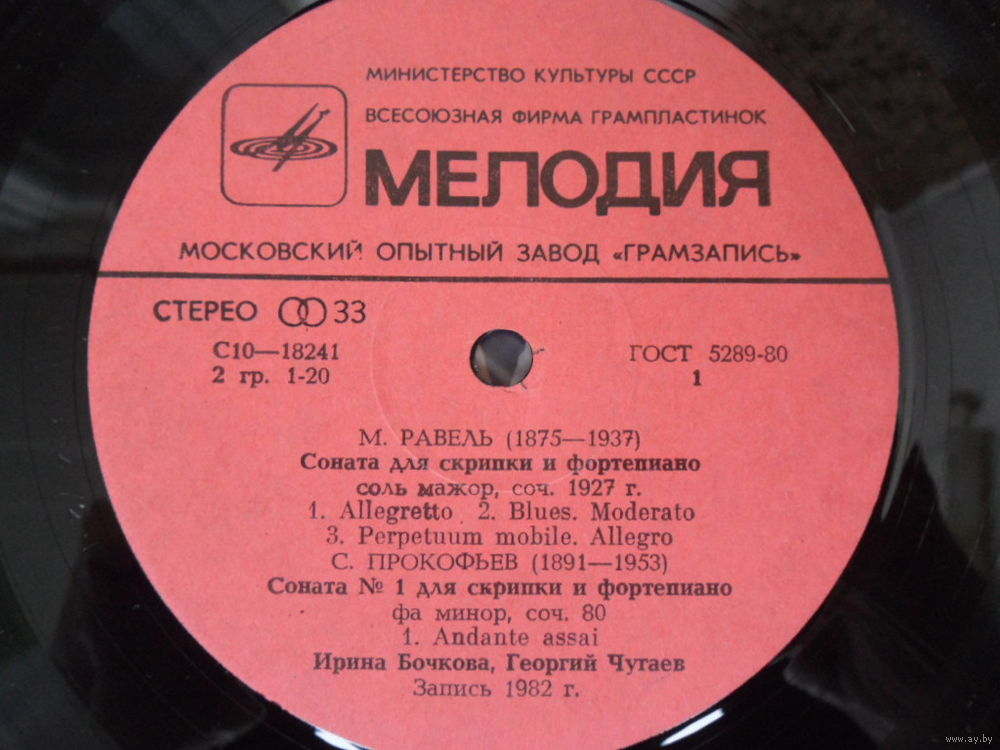 МИНИСТЕРСТВО КУЛЬТУРЫ СССР
ВСЕСОЮЗНАЯ ФИРМА ГРАМПЛАСТИНОК
МЕЛОДИЯ
МОСКОВСКИЙ ОПЫТНЫЙ ЗАВОД «ГРАМЗАПИСЬ»
СТЕРЕО 33
С10—18241
2 гр. 1-20
ГОСТ 5289-80
1
М. РАВЕЛЬ (1875—1937)
Соната для скрипки и фортепиано
соль мажор, соч. 1927 г.
1. Allegretto 2. Blues. Moderato
3. Perpetuum mobile. Allegro
С. ПРОКОФЬЕВ (1891—1953)
Соната № 1 для скрипки и фортепиано
фа минор, соч. 80
1. Andante assai
Ирина Бочкова, Георгий Чугаев
Запись 1982 г.
www.ay.by